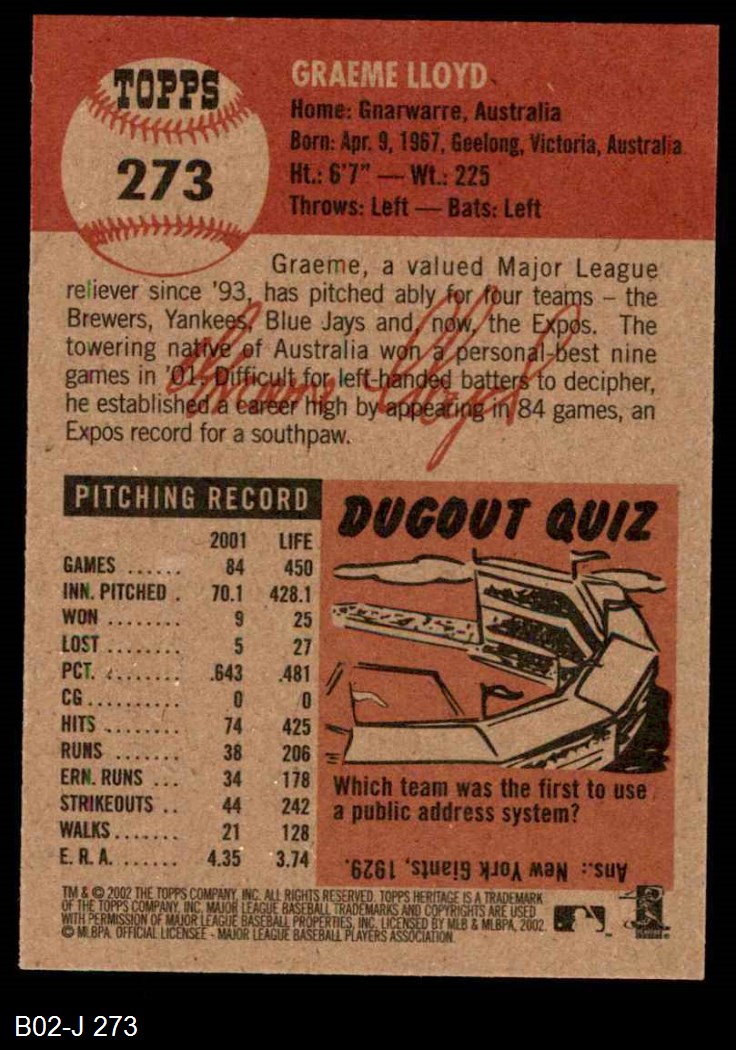 TOPPS
273
GRAEME LLOYD
Home: Gnarwarre, Australia
Born: Apr. 9, 1967, Geelong, Victoria, Australia
Ht.: 6'7" — Wt.: 225
Throws: Left — Bats: Left
Graeme, a valued Major League
reliever since '93, has pitched ably for four teams – the
Brewers, Yankees, Blue Jays and, now, the Expos. The
towering native of Australia won a personal-best nine
games in '01. Difficult for left-handed batters to decipher,
he established a career high by appearing in 84 games, an
Expos record for a southpaw.
Graeme Lloyd
PITCHING RECORD
2001 LIFE
GAMES ...... 84 450
INN. PITCHED . 70.1 428.1
WON ........ 9 25
LOST ....... 5 27
PCT. ........ .643 .481
CG .......... 0 0
HITS ........ 74 425
RUNS ....... 38 206
ERN. RUNS ... 34 178
STRIKEOUTS .. 44 242
WALKS ....... 21 128
E. R. A. ...... 4.35 3.74
DUGOUT QUIZ
Which team was the first to use
a public address system?
Ans.: New York Giants, 1929.
TM & © 2002 THE TOPPS COMPANY, INC. ALL RIGHTS RESERVED. TOPPS HERITAGE IS A TRADEMARK
OF THE TOPPS COMPANY, INC. MAJOR LEAGUE BASEBALL TRADEMARKS AND COPYRIGHTS ARE USED
WITH PERMISSION OF MAJOR LEAGUE BASEBALL PROPERTIES, INC. LICENSED BY MLB & MLBPA, 2002.
© MLBPA. OFFICIAL LICENSEE - MAJOR LEAGUE BASEBALL PLAYERS ASSOCIATION.
B02-J 273